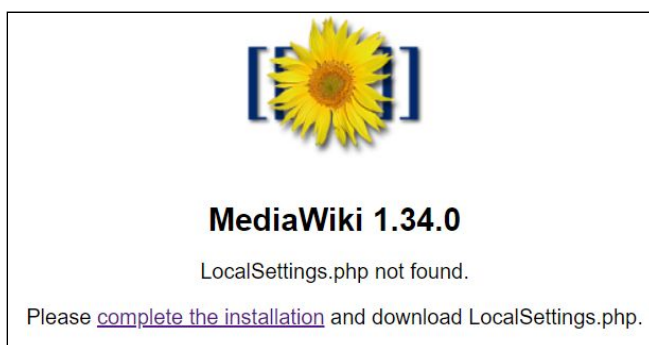 MediaWiki 1.34.0
LocalSettings.php not found.
Please complete the installation and download LocalSettings.php.